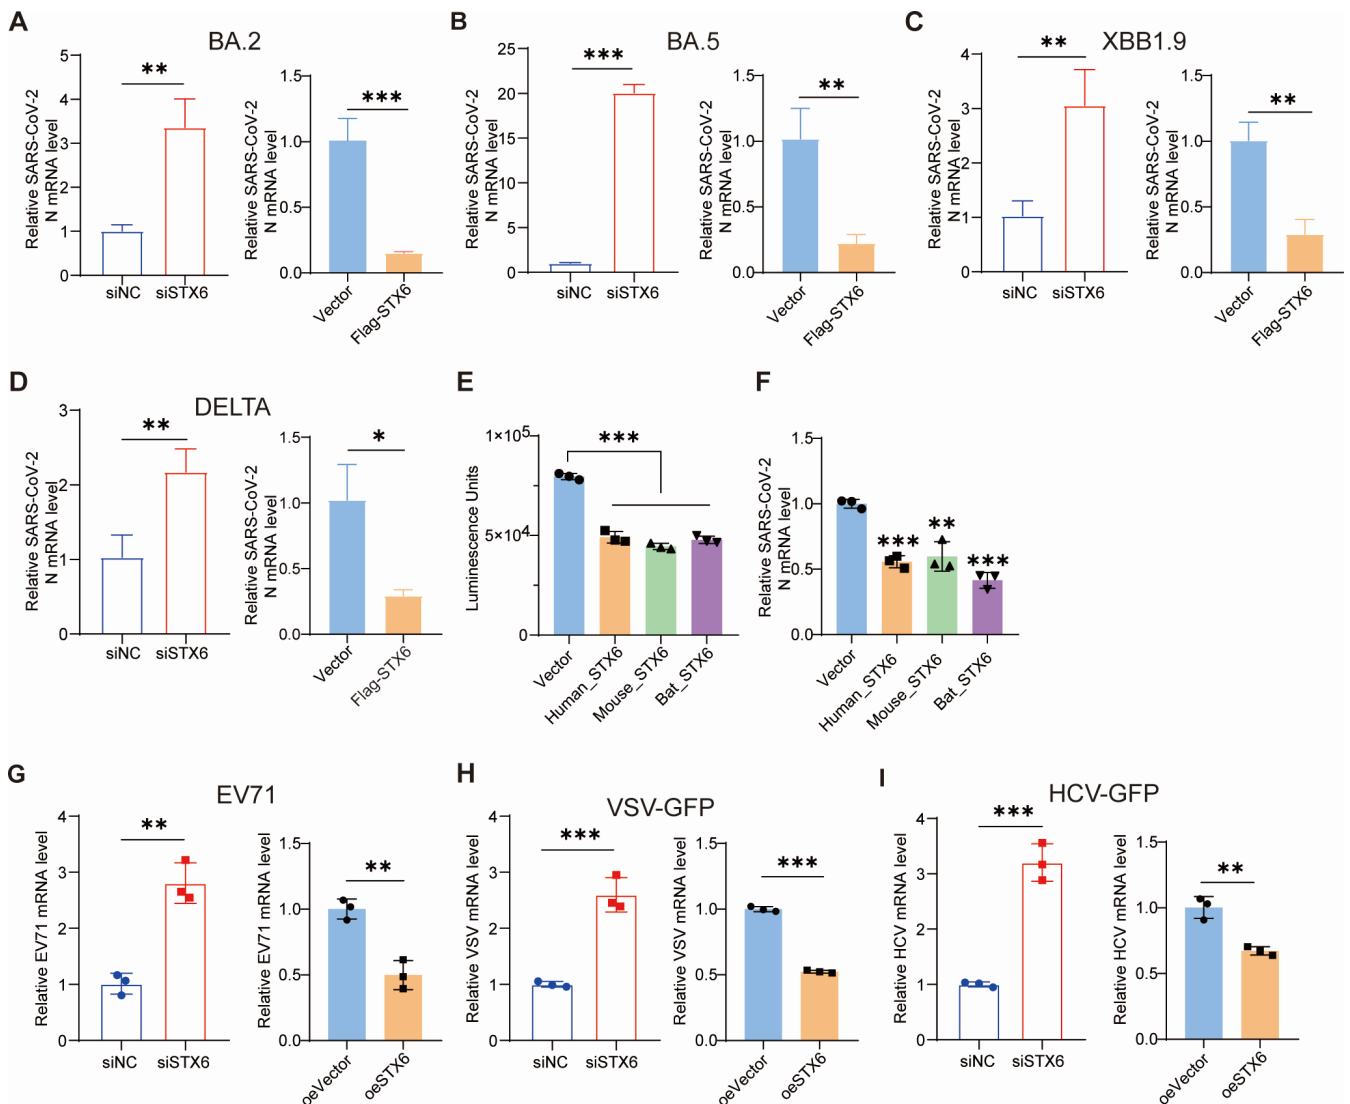 A
BA.2
Relative SARS-CoV-2
N mRNA level
5
4
3
2
1
0
**
siNC
siSTX6
Relative SARS-CoV-2
N mRNA level
1.5
1.0
0.5
0.0
***
Vector
Flag-STX6
B
BA.5
Relative SARS-CoV-2
N mRNA level
25
20
15
10
5
0
***
siNC
siSTX6
Relative SARS-CoV-2
N mRNA level
1.5
1.0
0.5
0.0
**
Vector
Flag-STX6
C
XBB1.9
Relative SARS-CoV-2
N mRNA level
4
3
2
1
0
**
siNC
siSTX6
Relative SARS-CoV-2
N mRNA level
1.5
1.0
0.5
0.0
**
Vector
Flag-STX6
D
DELTA
Relative SARS-CoV-2
N mRNA level
3
2
1
0
**
siNC
siSTX6
Relative SARS-CoV-2
N mRNA level
1.5
1.0
0.5
0.0
*
Vector
Flag-STX6
E
Luminescence Units
1×10⁵
5×10⁴
0
***
Vector
Human_STX6
Mouse_STX6
Bat_STX6
F
Relative SARS-CoV-2
N mRNA level
1.5
1.0
0.5
0.0
***
**
***
Vector
Human_STX6
Mouse_STX6
Bat_STX6
G
EV71
Relative EV71 mRNA level
4
3
2
1
0
**
siNC
siSTX6
Relative EV71 mRNA level
1.5
1.0
0.5
0.0
**
oeVector
oeSTX6
H
VSV-GFP
Relative VSV mRNA level
4
3
2
1
0
***
siNC
siSTX6
Relative VSV mRNA level
1.5
1.0
0.5
0.0
***
oeVector
oeSTX6
I
HCV-GFP
Relative HCV mRNA level
4
3
2
1
0
***
siNC
siSTX6
Relative HCV mRNA level
1.5
1.0
0.5
0.0
**
oeVector
oeSTX6